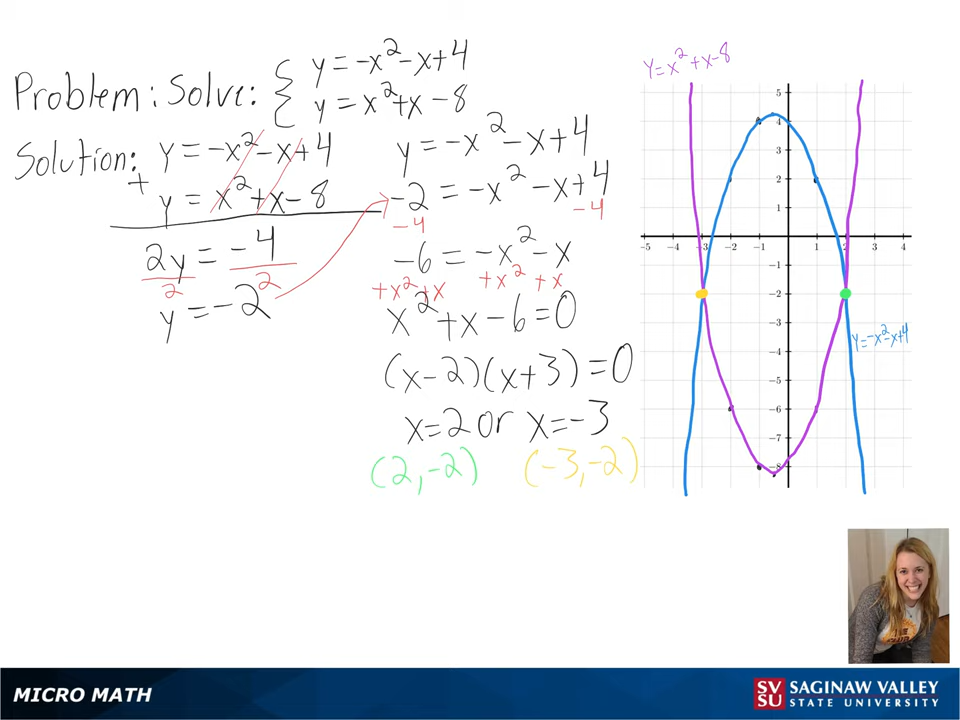 Problem: Solve: { y = -x² - x + 4
y = x² + x - 8
Solution: y = -x² - x + 4
+ y = x² + x - 8
2y = -4
2 2
y = -2
y = -x² - x + 4
-2 = -x² - x + 4
-4 -4
-6 = -x² - x
+x² +x +x² +x
x² + x - 6 = 0
(x - 2)(x + 3) = 0
x = 2 or x = -3
(2, -2) (-3, -2)
y = x² + x - 8
5
4
3
2
1
-5 -4 -3 -2 -1 1 2 3 4
-1
-2
-3
-4
-5
-6
-7
-8
y = -x² - x + 4
MICRO MATH
SV SU SAGINAW VALLEY
STATE UNIVERSITY